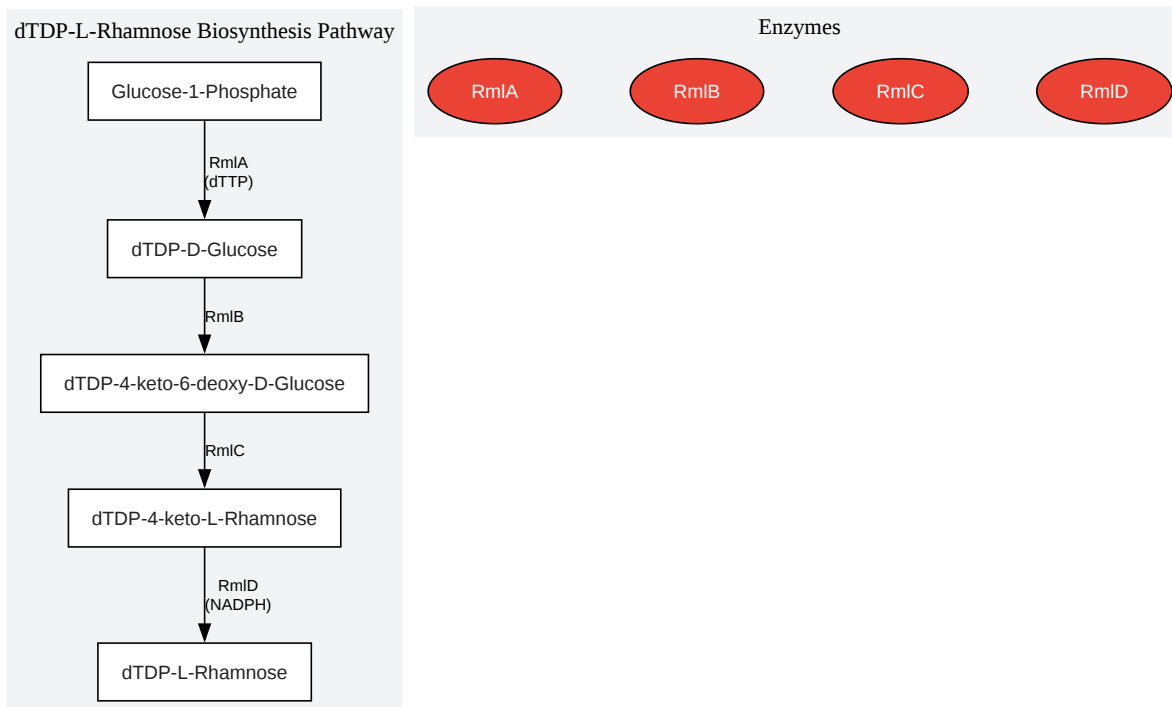 dTDP-L-Rhamnose Biosynthesis Pathway
Glucose-1-Phosphate
RmlA
(dTTP)
dTDP-D-Glucose
RmlB
dTDP-4-keto-6-deoxy-D-Glucose
RmlC
dTDP-4-keto-L-Rhamnose
RmlD
(NADPH)
dTDP-L-Rhamnose
Enzymes
RmlA
RmlB
RmlC
RmlD